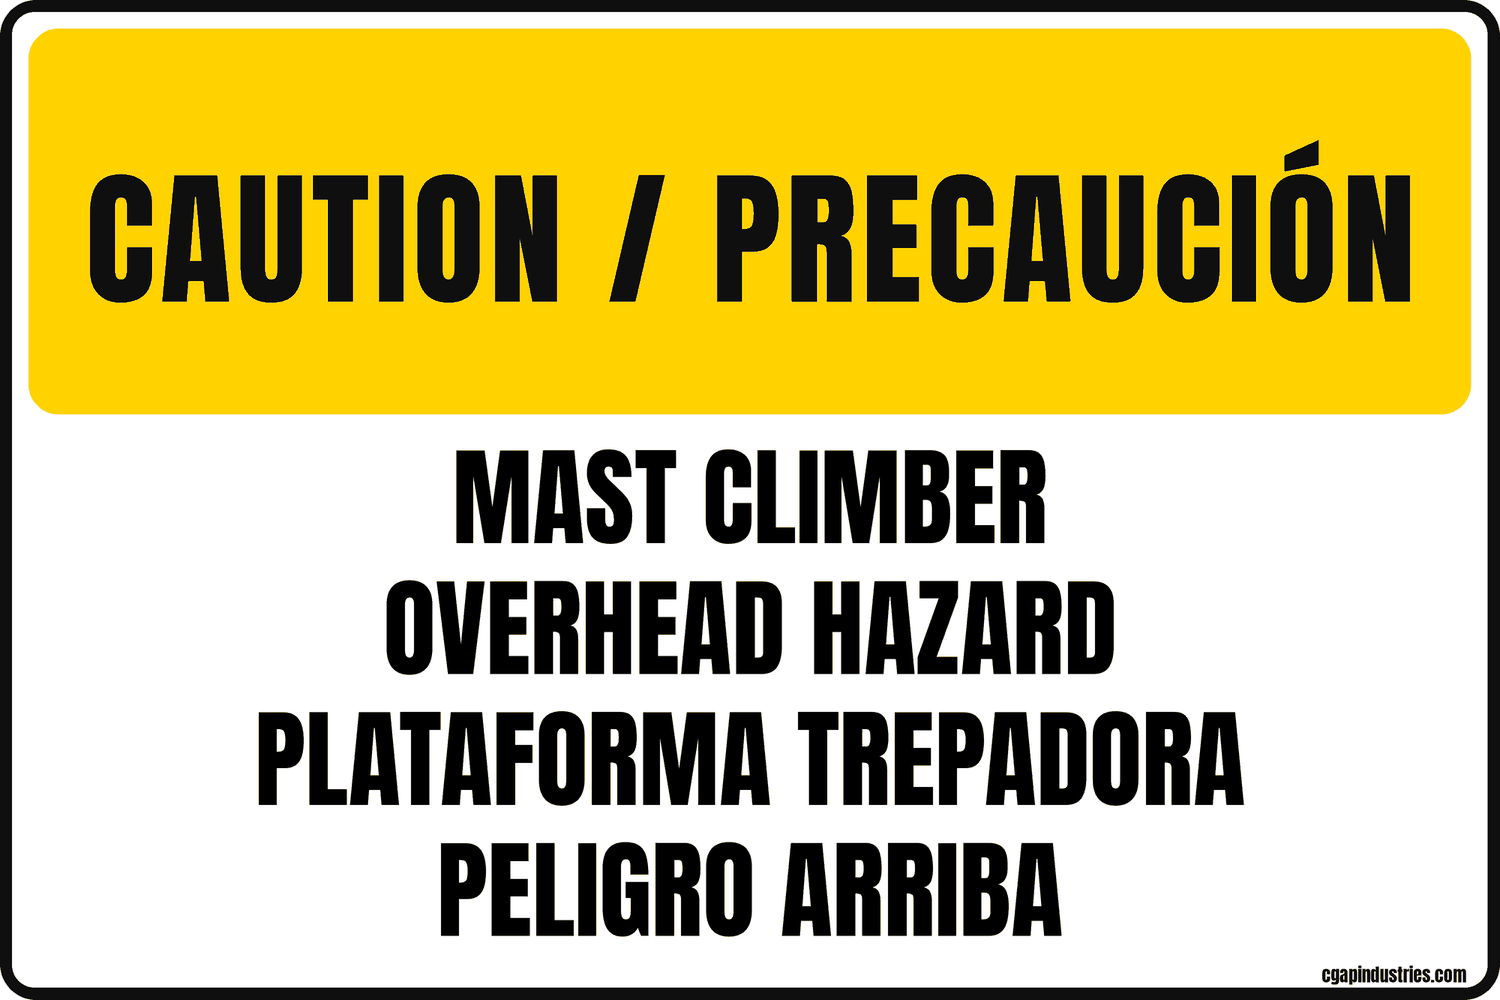 CAUTION / PRECAUCIÓN
MAST CLIMBER
OVERHEAD HAZARD
PLATAFORMA TREPADORA
PELIGRO ARRIBA
cgapindustries.com